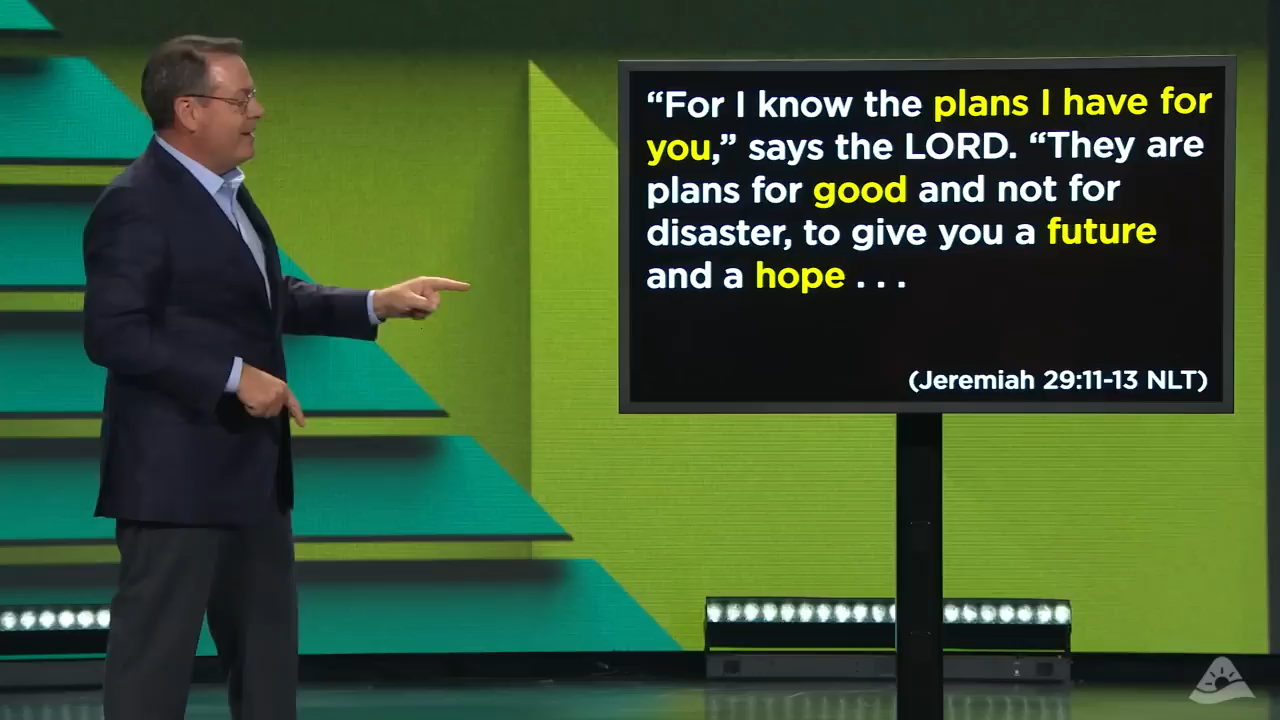 “For I know the plans I have for
you,” says the LORD. “They are
plans for good and not for
disaster, to give you a future
and a hope . . .
(Jeremiah 29:11-13 NLT)